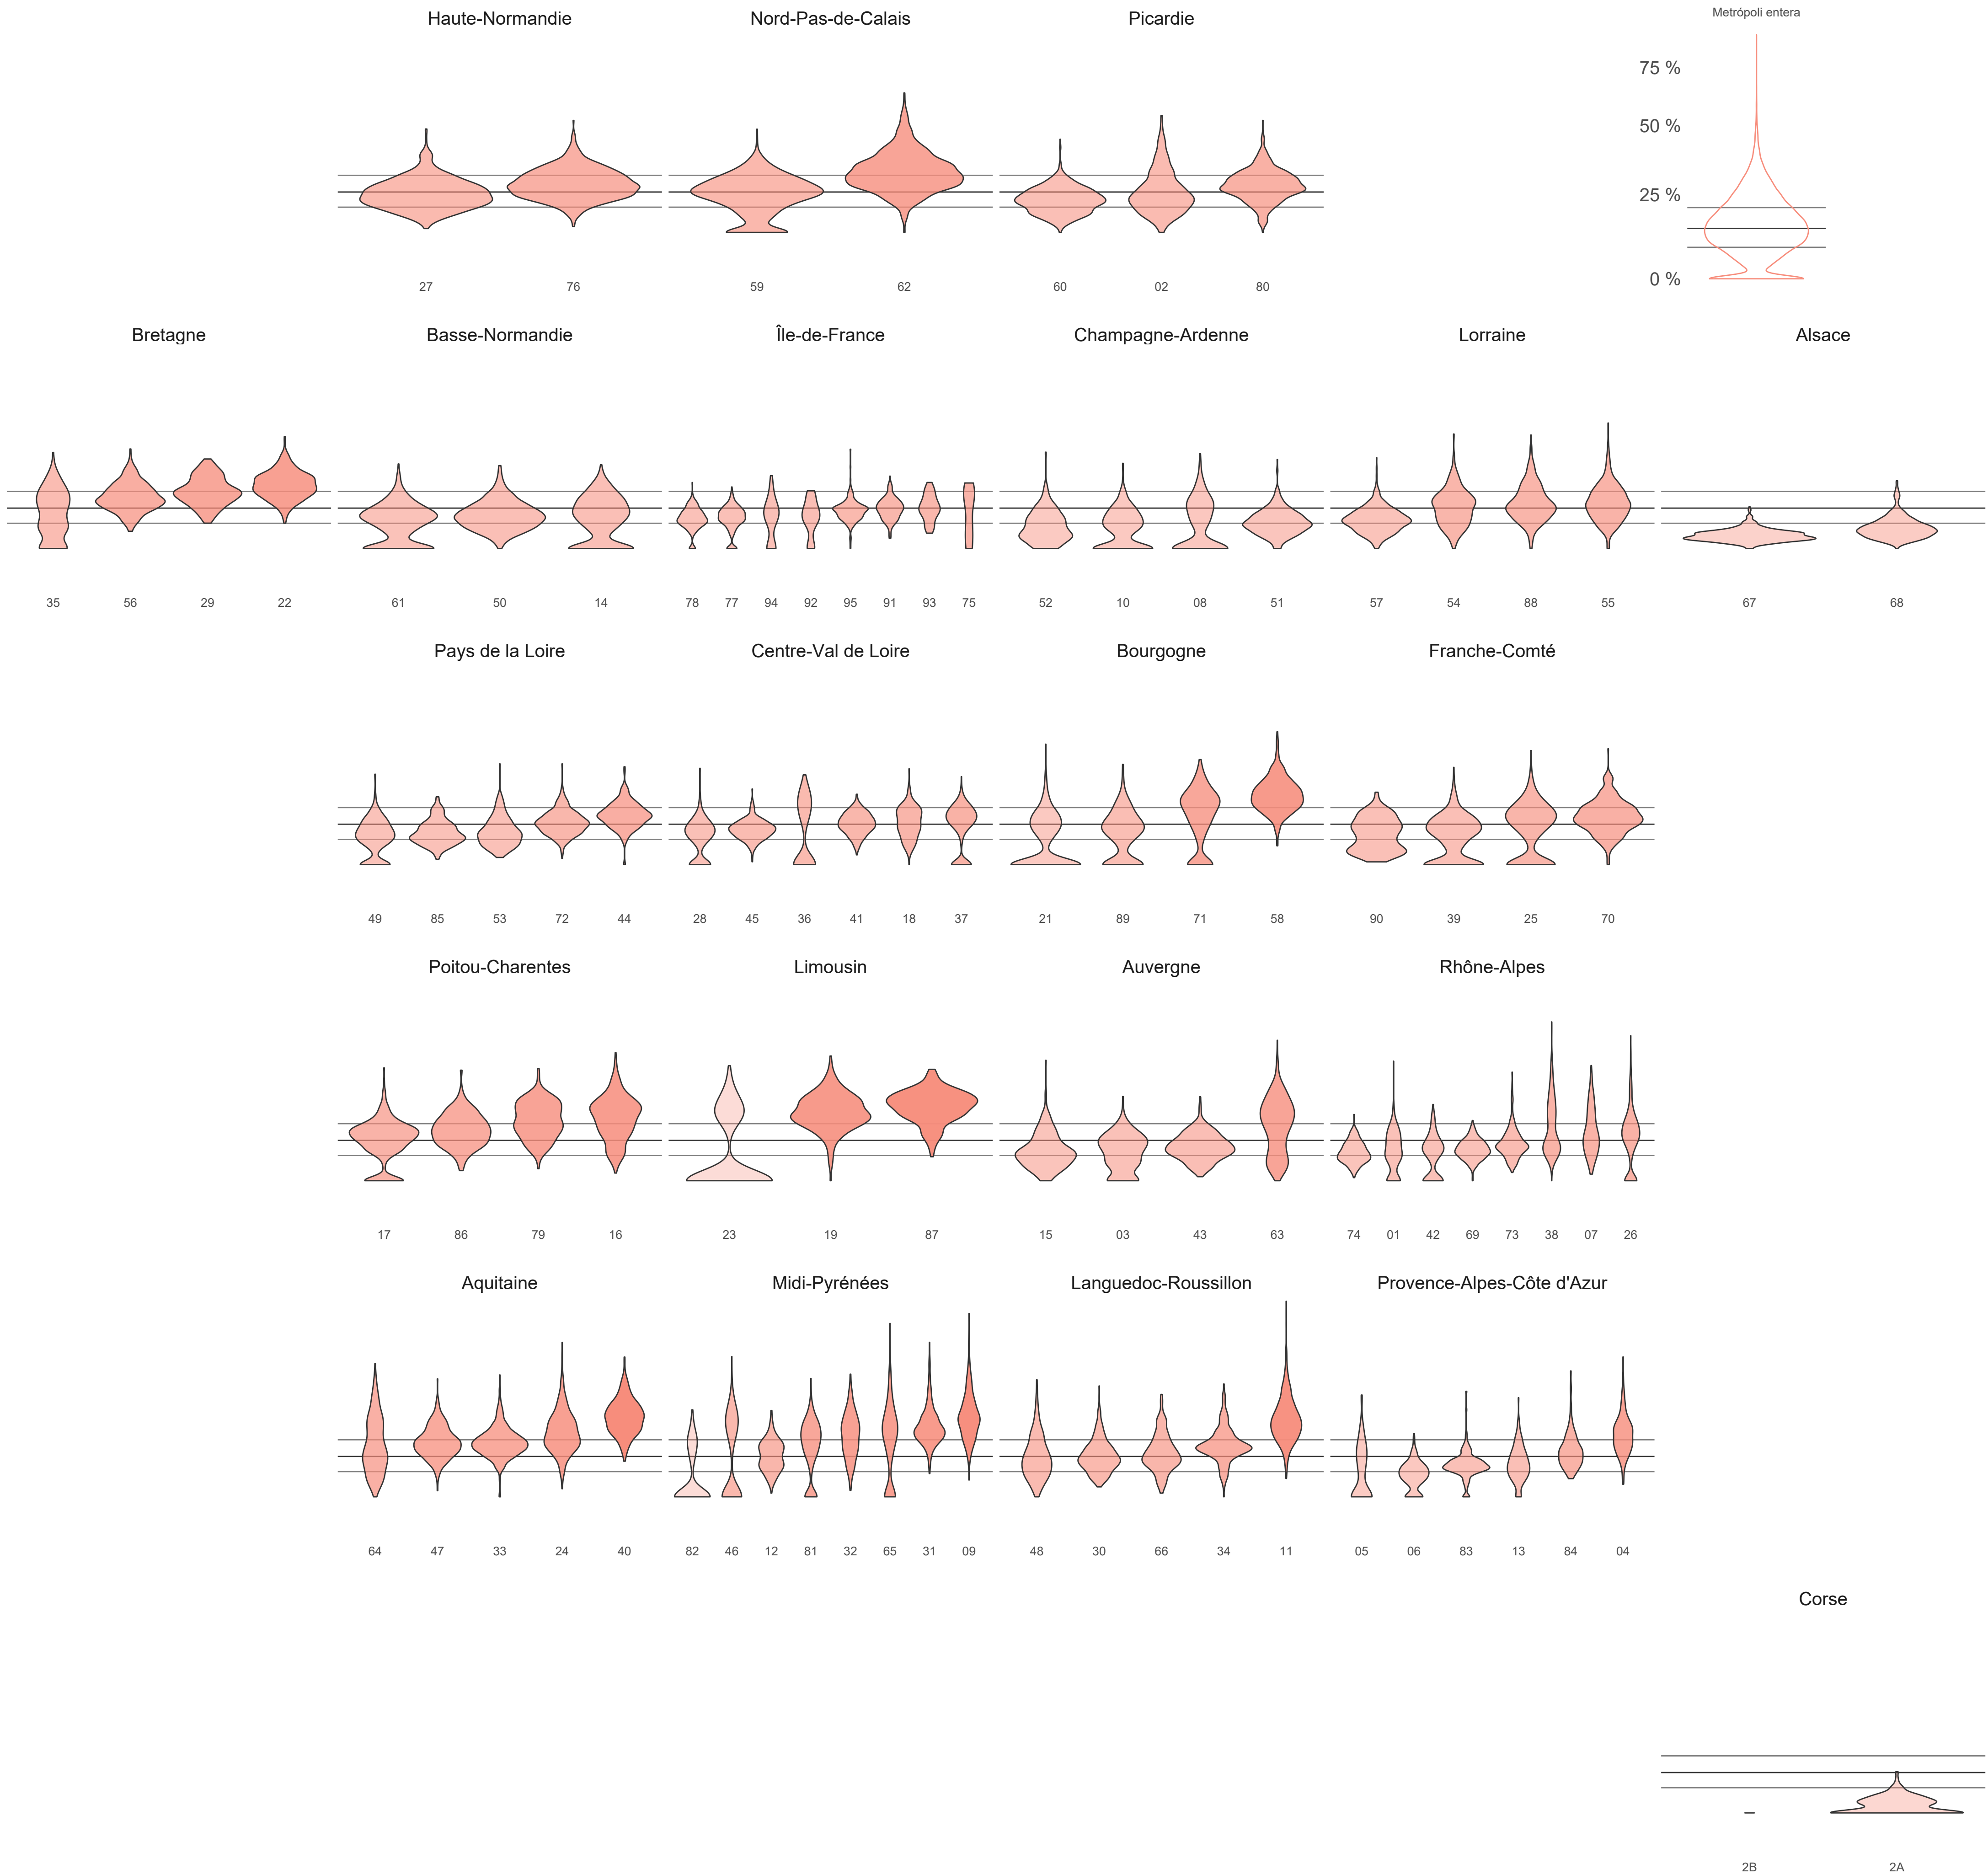 Haute-Normandie Nord-Pas-de-Calais Picardie Metrópoli entera
75 %
50 %
25 %
0 %
27 76 59 62 60 02 80
Bretagne Basse-Normandie Île-de-France Champagne-Ardenne Lorraine Alsace
35 56 29 22 61 50 14 78 77 94 92 95 91 93 75 52 10 08 51 57 54 88 55 67 68
Pays de la Loire Centre-Val de Loire Bourgogne Franche-Comté
49 85 53 72 44 28 45 36 41 18 37 21 89 71 58 90 39 25 70
Poitou-Charentes Limousin Auvergne Rhône-Alpes
17 86 79 16 23 19 87 15 03 43 63 74 01 42 69 73 38 07 26
Aquitaine Midi-Pyrénées Languedoc-Roussillon Provence-Alpes-Côte d'Azur
64 47 33 24 40 82 46 12 81 32 65 31 09 48 30 66 34 11 05 06 83 13 84 04
Corse
2B 2A